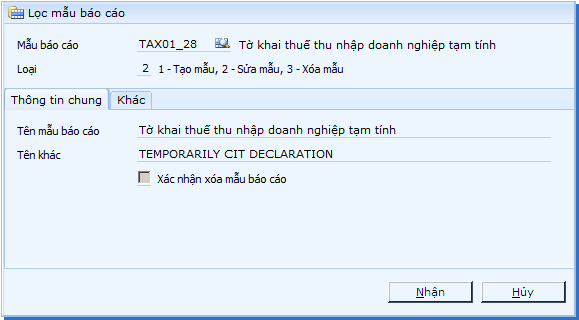 Lọc mẫu báo cáo
Mẫu báo cáo TAX01_28 Tờ khai thuế thu nhập doanh nghiệp tạm tính
Loại 2 1 - Tạo mẫu, 2 - Sửa mẫu, 3 - Xóa mẫu
Thông tin chung Khác
Tên mẫu báo cáo Tờ khai thuế thu nhập doanh nghiệp tạm tính
Tên khác TEMPORARILY CIT DECLARATION
Xác nhận xóa mẫu báo cáo
Nhận Hủy